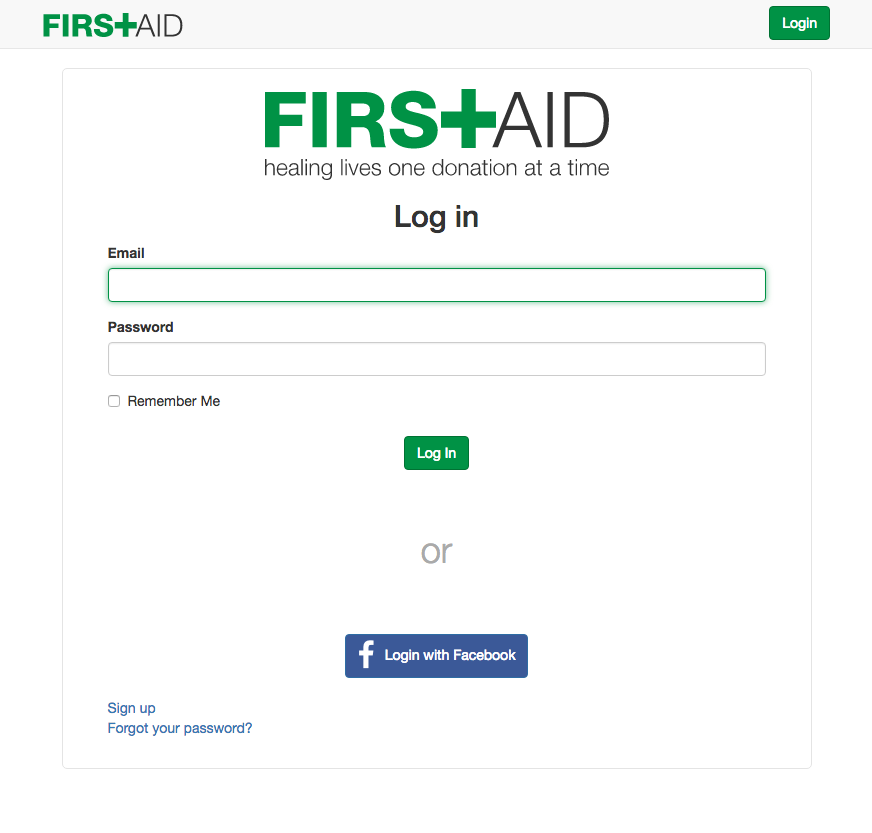 FIRS+AID
Login
FIRS+AID
healing lives one donation at a time
Log in
Email
Password
Remember Me
Log In
or
f Login with Facebook
Sign up
Forgot your password?